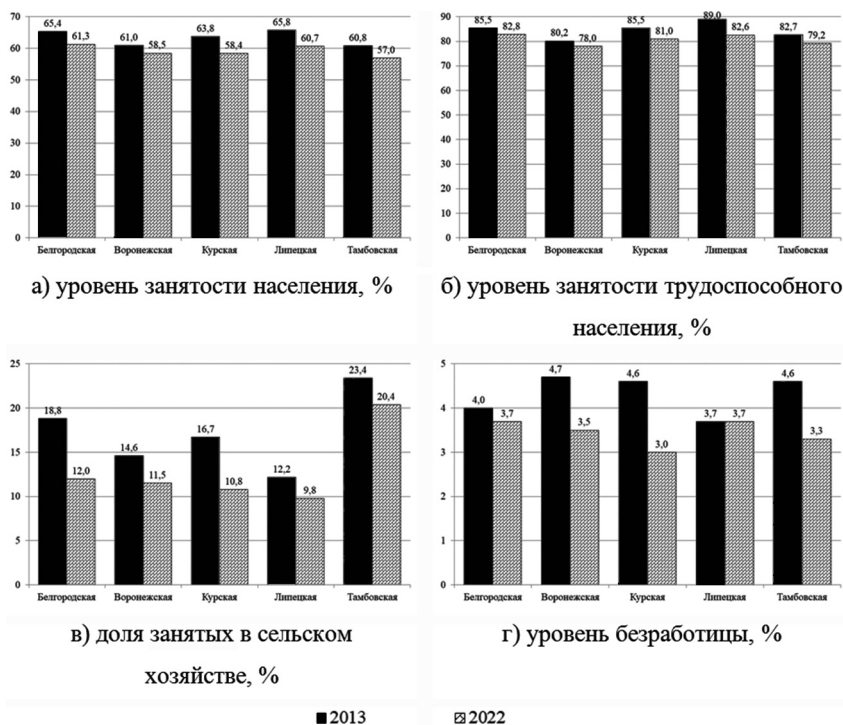 70
60
50
40
30
20
10
0
65,4 61,3 61,0 58,5 63,8 58,4 65,8 60,7 60,8 57,0
Белгородская Воронежская Курская Липецкая Тамбовская
а) уровень занятости населения, %
90
80
70
60
50
40
30
20
10
0
85,5 82,8 80,2 78,0 85,5 81,0 89,0 82,6 82,7 79,2
Белгородская Воронежская Курская Липецкая Тамбовская
б) уровень занятости трудоспособного
населения, %
25
20
15
10
5
0
18,8 12,0 14,6 11,5 16,7 10,8 12,2 9,8 23,4 20,4
Белгородская Воронежская Курская Липецкая Тамбовская
в) доля занятых в сельском
хозяйстве, %
5
4
3
2
1
0
4,0 3,7 4,7 3,5 4,6 3,0 3,7 3,7 4,6 3,3
Белгородская Воронежская Курская Липецкая Тамбовская
г) уровень безработицы, %
2013 2022